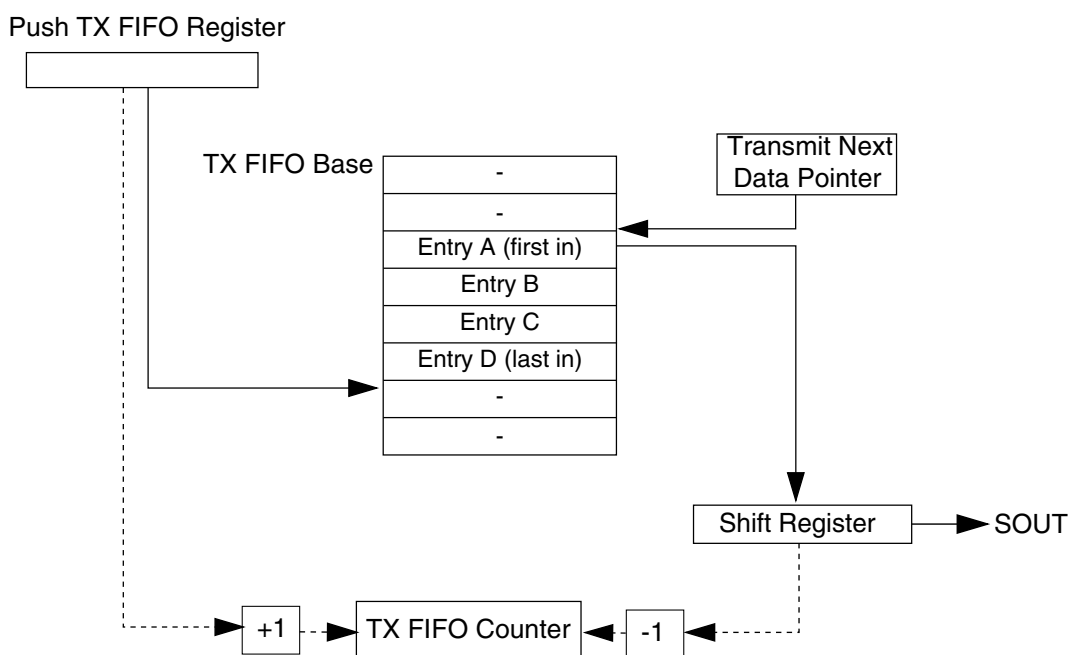 Push TX FIFO Register
TX FIFO Base
Transmit Next
Data Pointer
-
-
Entry A (first in)
Entry B
Entry C
Entry D (last in)
-
-
Shift Register
SOUT
+1
TX FIFO Counter
-1